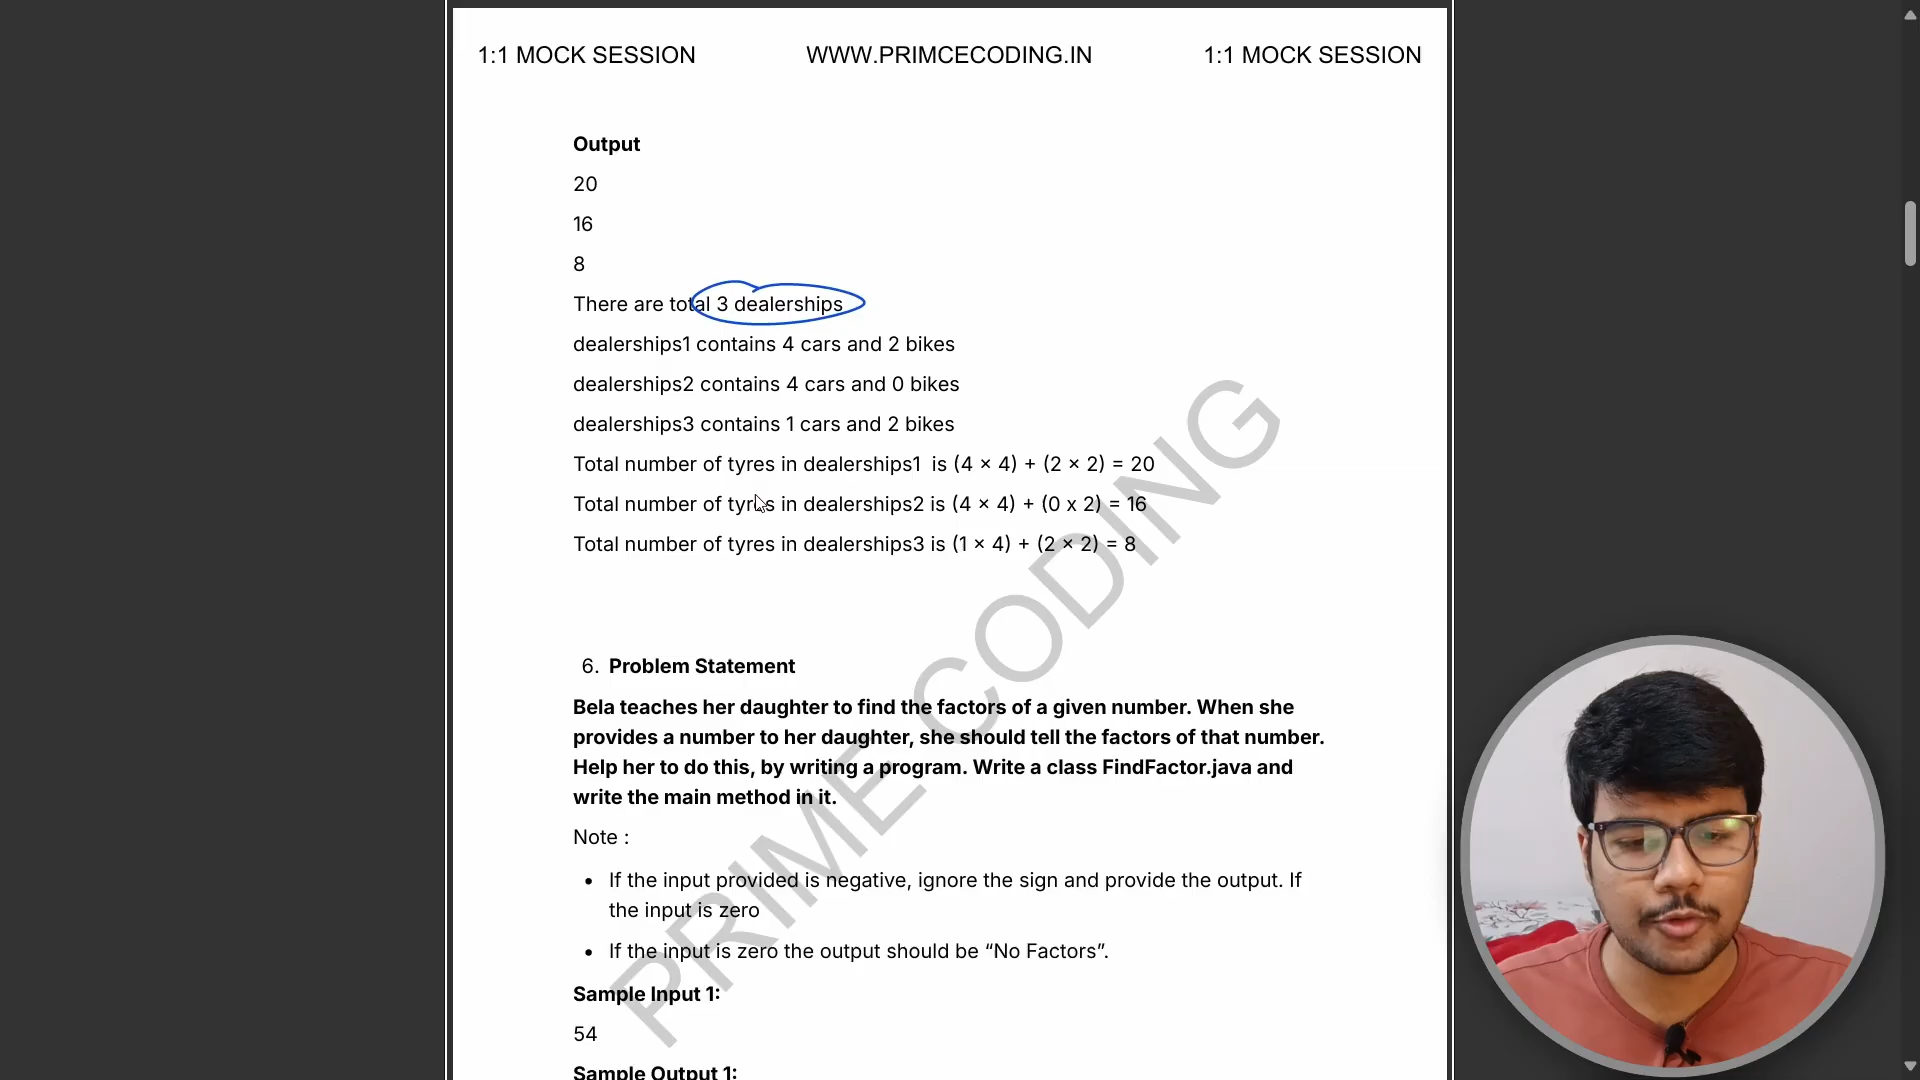 1:1 MOCK SESSION WWW.PRIMCECODING.IN 1:1 MOCK SESSION
Output
20
16
8
There are total 3 dealerships
dealerships1 contains 4 cars and 2 bikes
dealerships2 contains 4 cars and 0 bikes
dealerships3 contains 1 cars and 2 bikes
Total number of tyres in dealerships1 is (4 × 4) + (2 × 2) = 20
Total number of tyres in dealerships2 is (4 × 4) + (0 x 2) = 16
Total number of tyres in dealerships3 is (1 × 4) + (2 × 2) = 8
PRIME CODING
6. Problem Statement
Bela teaches her daughter to find the factors of a given number. When she
provides a number to her daughter, she should tell the factors of that number.
Help her to do this, by writing a program. Write a class FindFactor.java and
write the main method in it.
Note :
• If the input provided is negative, ignore the sign and provide the output. If
the input is zero
• If the input is zero the output should be “No Factors”.
Sample Input 1:
54
Sample Output 1: